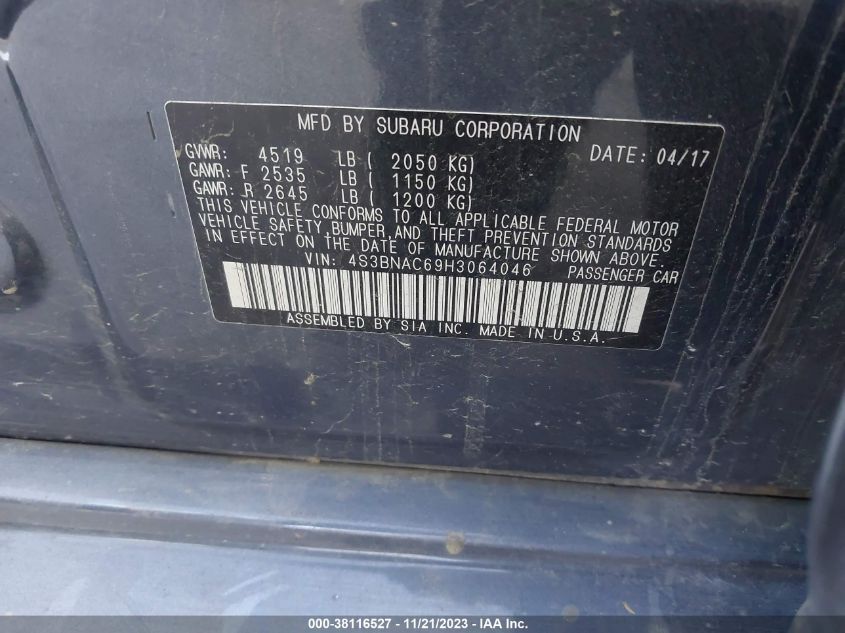 MFD BY SUBARU CORPORATION
GVWR: 4519 LB ( 2050 KG) DATE: 04/17
GAWR: F 2535 LB ( 1150 KG)
GAWR: R 2645 LB ( 1200 KG)
THIS VEHICLE CONFORMS TO ALL APPLICABLE FEDERAL MOTOR
VEHICLE SAFETY, BUMPER, AND THEFT PREVENTION STANDARDS
IN EFFECT ON THE DATE OF MANUFACTURE SHOWN ABOVE.
VIN: 4S3BNAC69H3064046 PASSENGER CAR
ASSEMBLED BY SIA INC. MADE IN U.S.A.
000-38116527 - 11/21/2023 - IAA Inc.